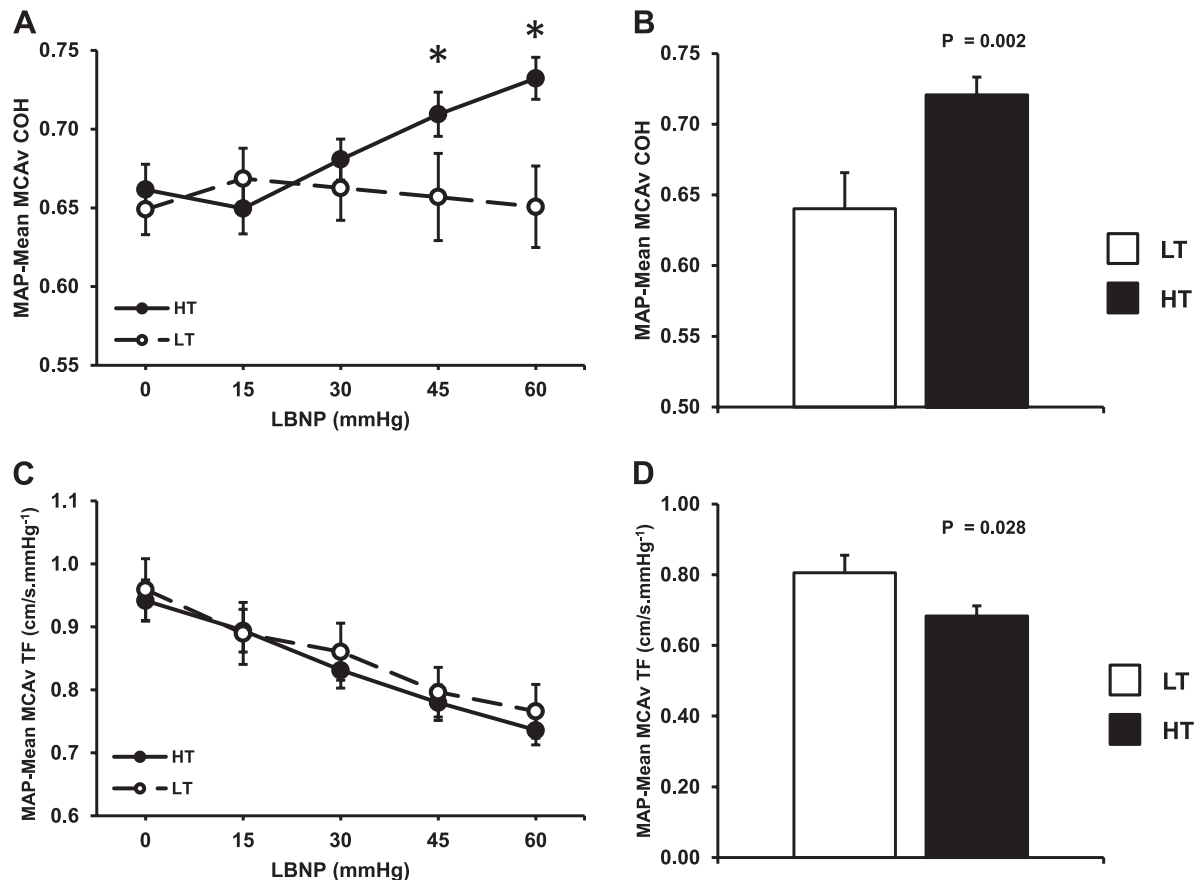 A
MAP-Mean MCAv COH
0.75
0.70
0.65
0.60
0.55
* *
HT
LT
0 15 30 45 60
LBNP (mmHg)
B
P = 0.002
MAP-Mean MCAv COH
0.75
0.70
0.65
0.60
0.55
0.50
LT
HT
C
MAP-Mean MCAv TF (cm/s.mmHg⁻¹)
1.1
1.0
0.9
0.8
0.7
0.6
HT
LT
0 15 30 45 60
LBNP (mmHg)
D
P = 0.028
MAP-Mean MCAv TF (cm/s.mmHg⁻¹)
1.00
0.80
0.60
0.40
0.20
0.00
LT
HT